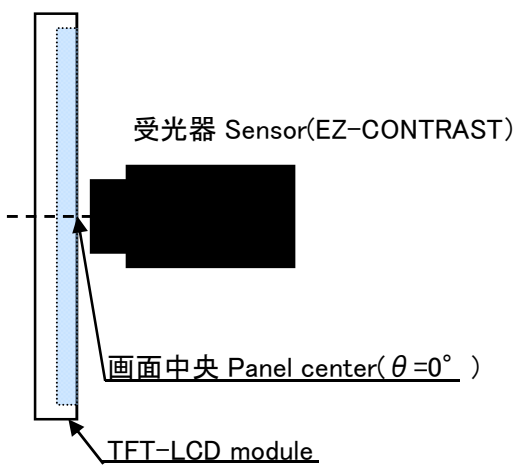 受光器 Sensor(EZ-CONTRAST)
画面中央 Panel center(θ=0° )
TFT-LCD module